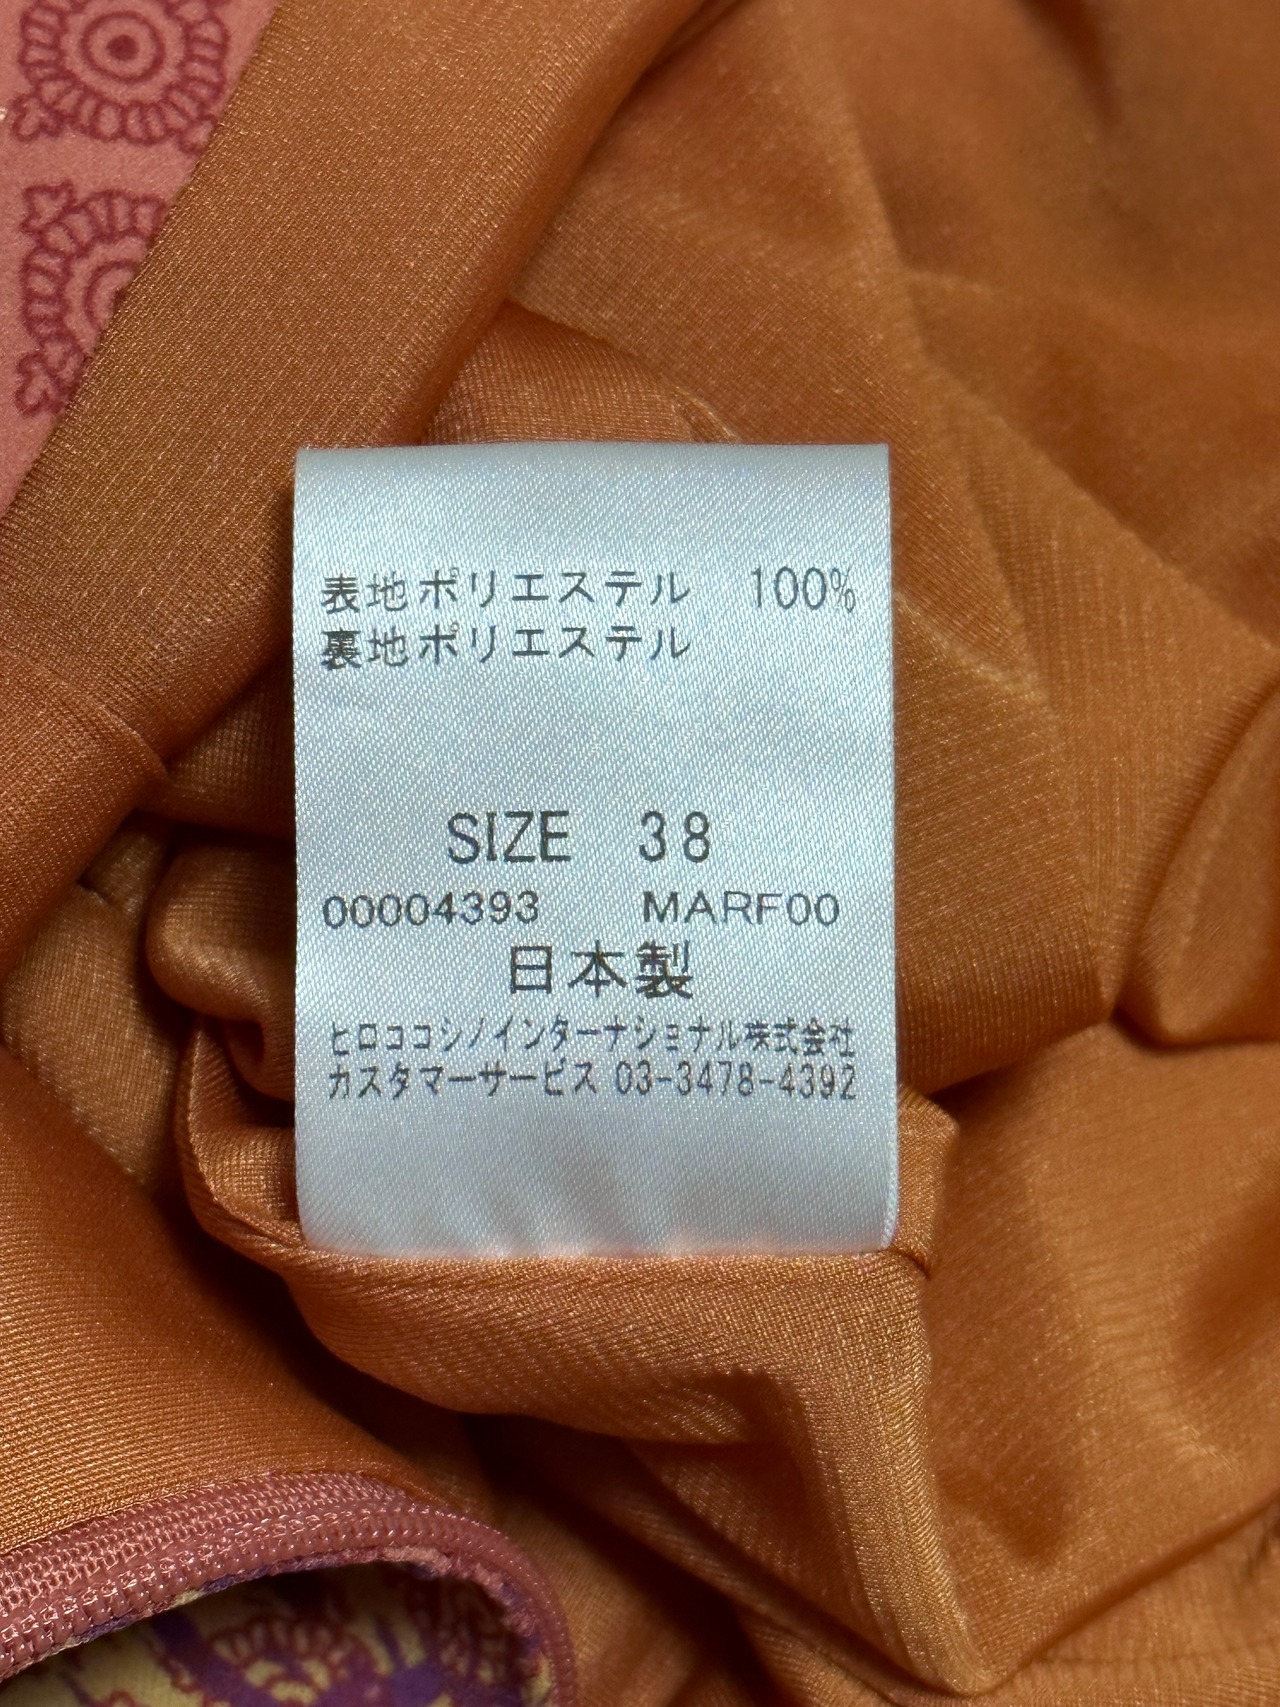 表地ポリエステル 100%
裏地ポリエステル
SIZE 38
00004393 MARF00
日本製
ヒロココシノインターナショナル株式会社
カスタマーサービス 03-3478-4392